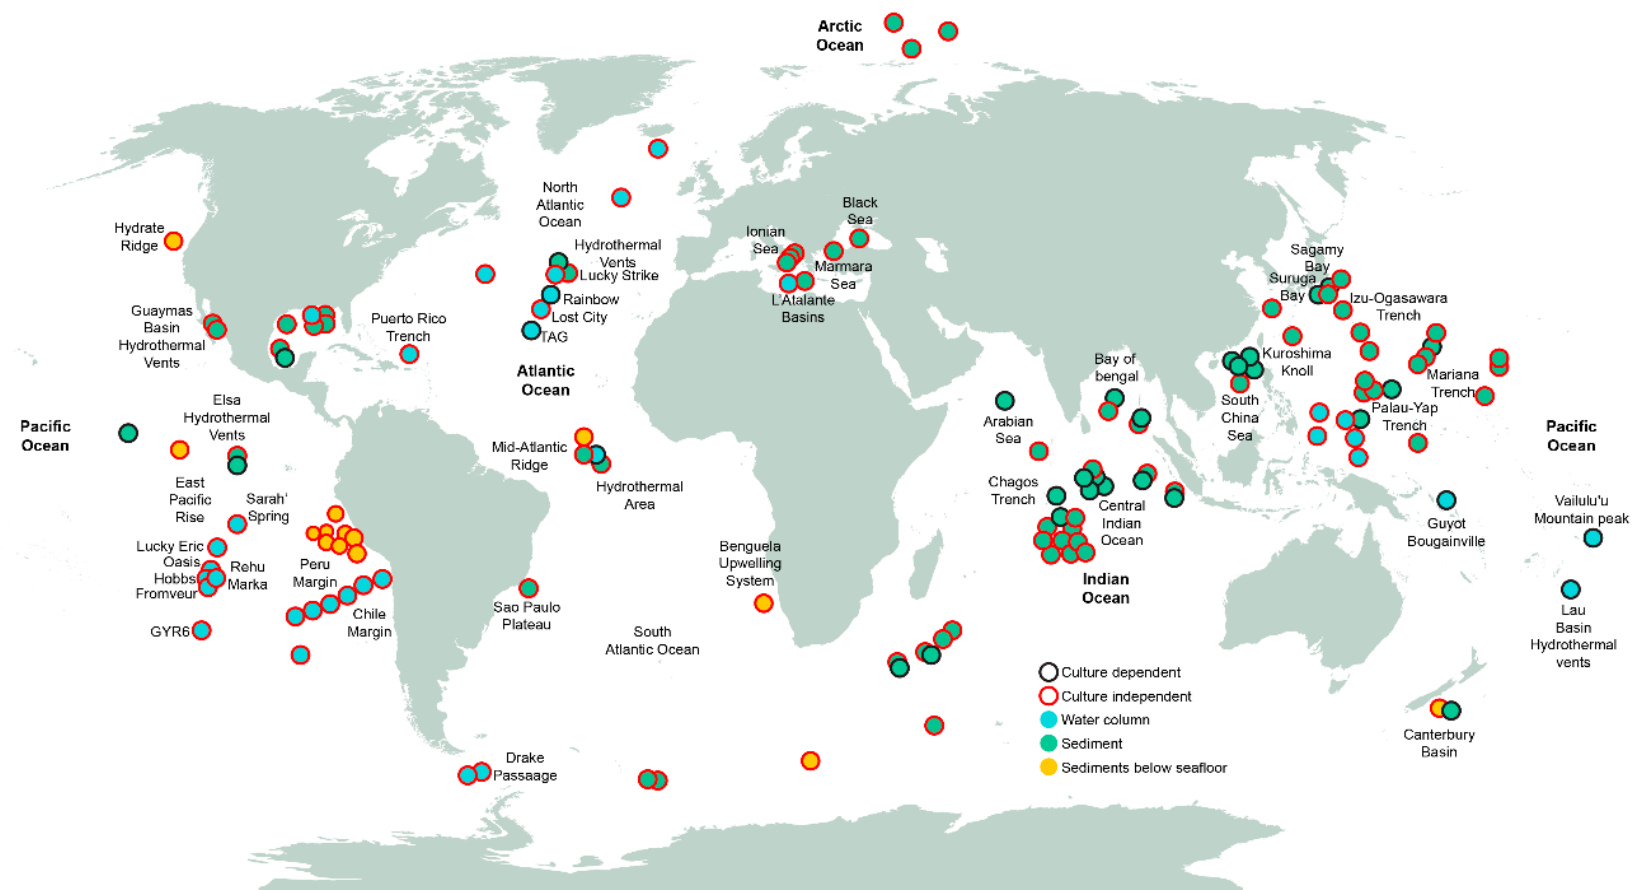 Arctic
Ocean
North
Atlantic
Ocean
Black
Sea
Hydrate
Ridge
Ionian
Sea
Hydrothermal
Vents
Lucky Strike
Marmara
Sea
Sagamy
Bay
Suruga
Bay
Rainbow
Lost City
TAG
L'Atalante
Basins
Izu-Ogasawara
Trench
Guaymas
Basin
Hydrothermal
Vents
Puerto Rico
Trench
Atlantic
Ocean
Bay of
bengal
Kuroshima
Knoll
Mariana
Trench
Elsa
Hydrothermal
Vents
Pacific
Ocean
Arabian
Sea
South
China
Sea
Palau-Yap
Trench
Pacific
Ocean
Mid-Atlantic
Ridge
Hydrothermal
Area
East
Pacific
Rise
Sarah'
Spring
Chagos
Trench
Central
Indian
Ocean
Guyot
Bougainville
Vailulu'u
Mountain peak
Lucky Eric
Oasis
Hobbs
Fromveur
Rehu
Marka
Peru
Margin
Benguela
Upwelling
System
Indian
Ocean
GYR6
Chile
Margin
Sao Paulo
Plateau
South
Atlantic Ocean
Lau
Basin
Hydrothermal
vents
Culture dependent
Culture independent
Water column
Sediment
Sediments below seafloor
Canterbury
Basin
Drake
Passaage